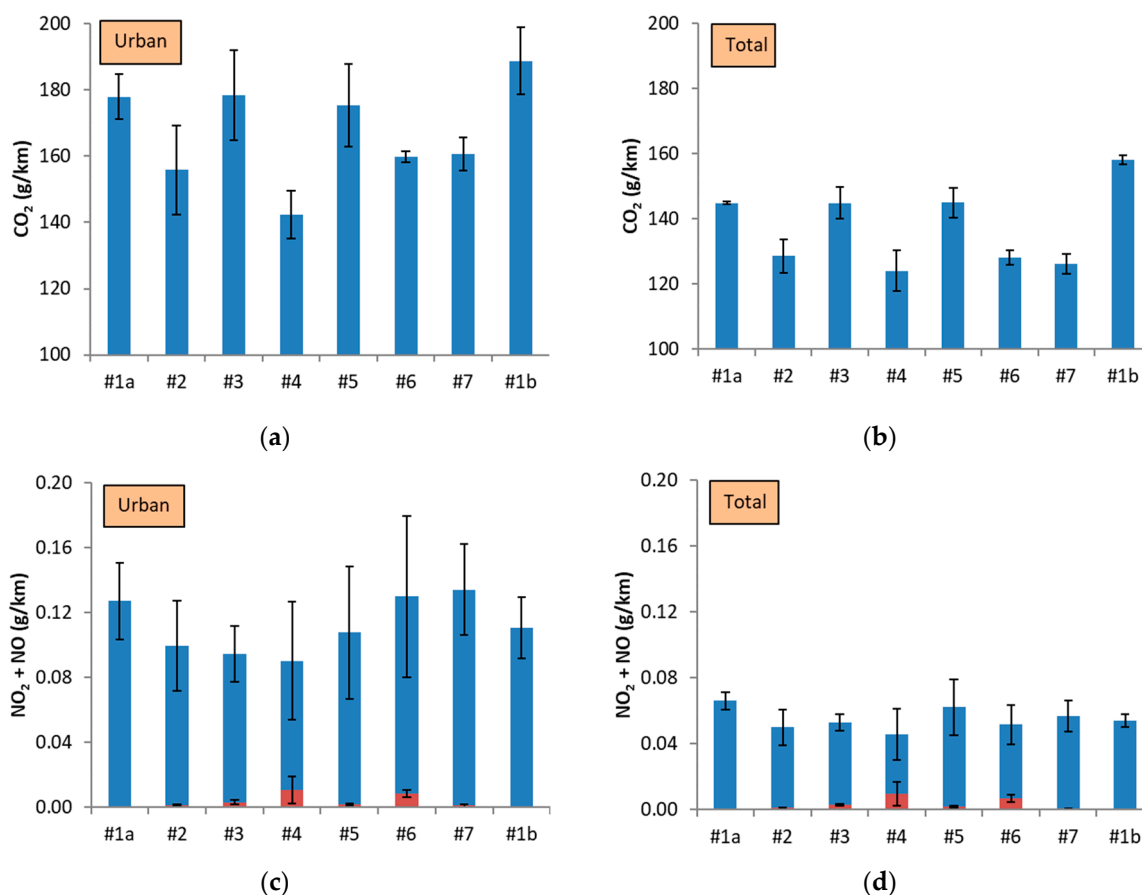 Urban
CO₂ (g/km)
200
180
160
140
120
100
#1a #2 #3 #4 #5 #6 #7 #1b
(a)
Total
CO₂ (g/km)
200
180
160
140
120
100
#1a #2 #3 #4 #5 #6 #7 #1b
(b)
Urban
NO₂ + NO (g/km)
0.20
0.16
0.12
0.08
0.04
0.00
#1a #2 #3 #4 #5 #6 #7 #1b
(c)
Total
NO₂ + NO (g/km)
0.20
0.16
0.12
0.08
0.04
0.00
#1a #2 #3 #4 #5 #6 #7 #1b
(d)